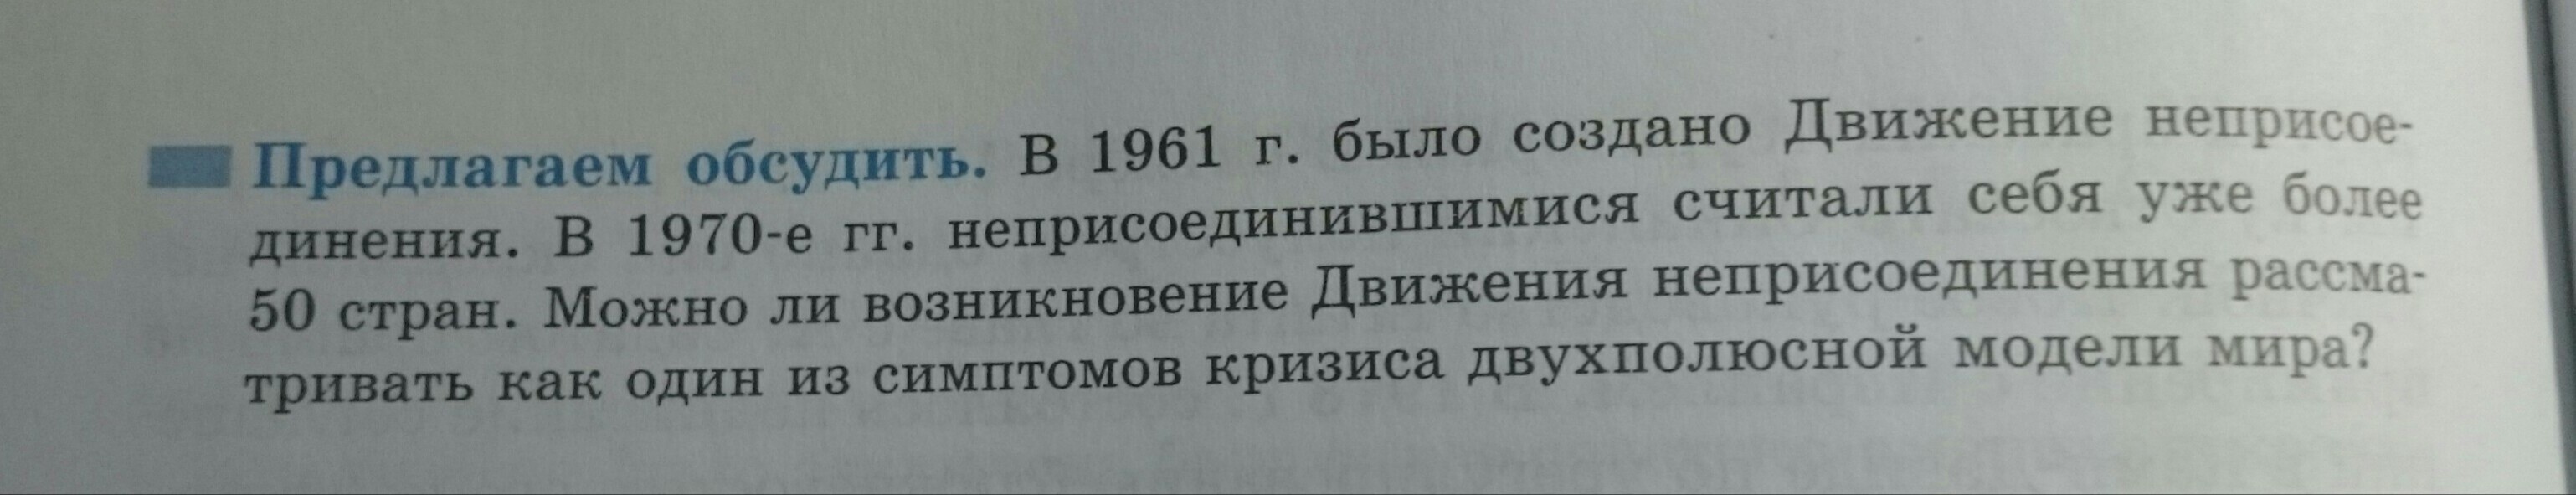 Предлагаем обсудить. В 1961 г. было создано Движение неприсое-
динения. В 1970-е гг. неприсоединившимися считали себя уже более
50 стран. Можно ли возникновение Движения неприсоединения рассма-
тривать как один из симптомов кризиса двухполюсной модели мира?